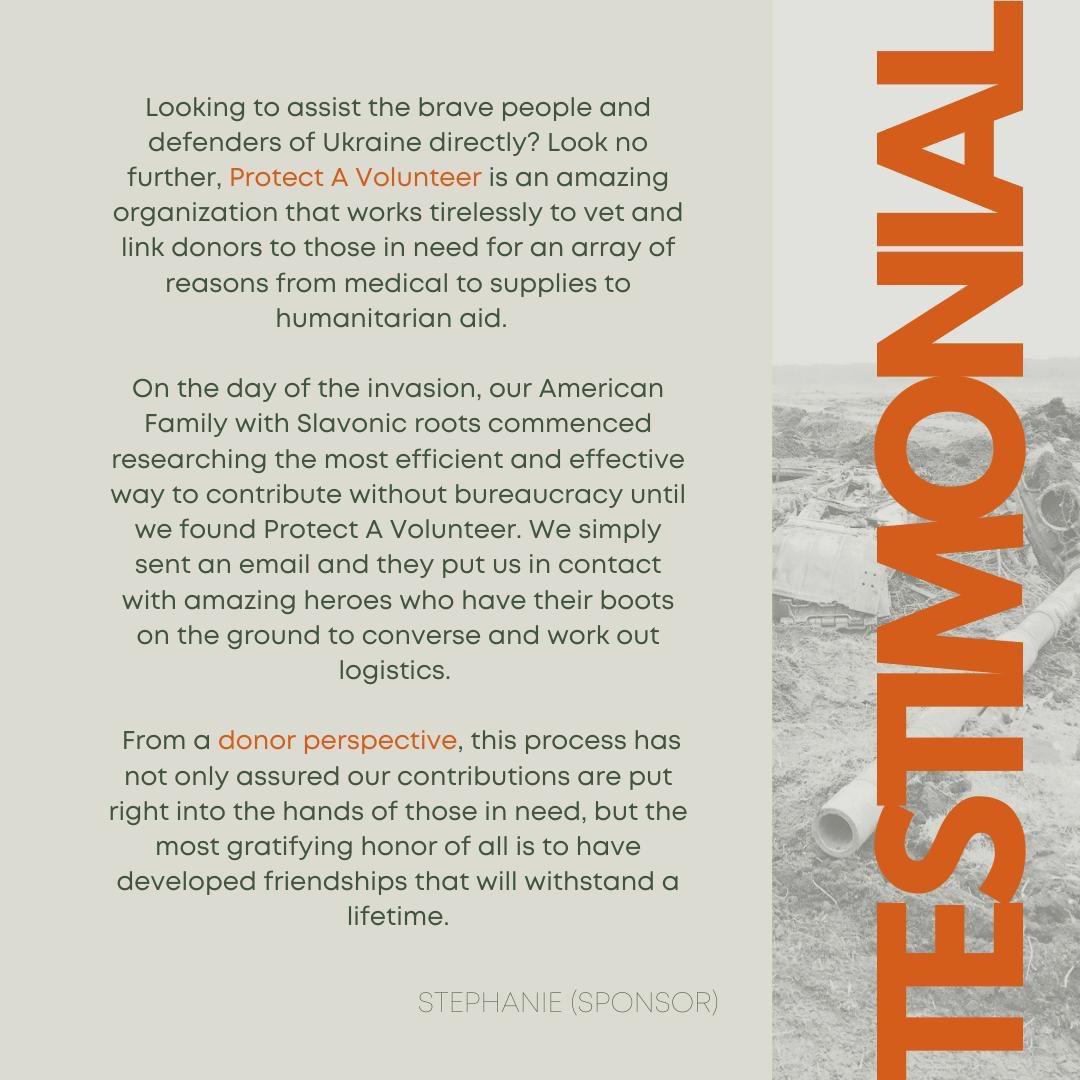 Looking to assist the brave people and
defenders of Ukraine directly? Look no
further, Protect A Volunteer is an amazing
organization that works tirelessly to vet and
link donors to those in need for an array of
reasons from medical to supplies to
humanitarian aid.
On the day of the invasion, our American
Family with Slavonic roots commenced
researching the most efficient and effective
way to contribute without bureaucracy until
we found Protect A Volunteer. We simply
sent an email and they put us in contact
with amazing heroes who have their boots
on the ground to converse and work out
logistics.
From a donor perspective, this process has
not only assured our contributions are put
right into the hands of those in need, but the
most gratifying honor of all is to have
developed friendships that will withstand a
lifetime.
STEPHANIE (SPONSOR)
TESTIMONIAL